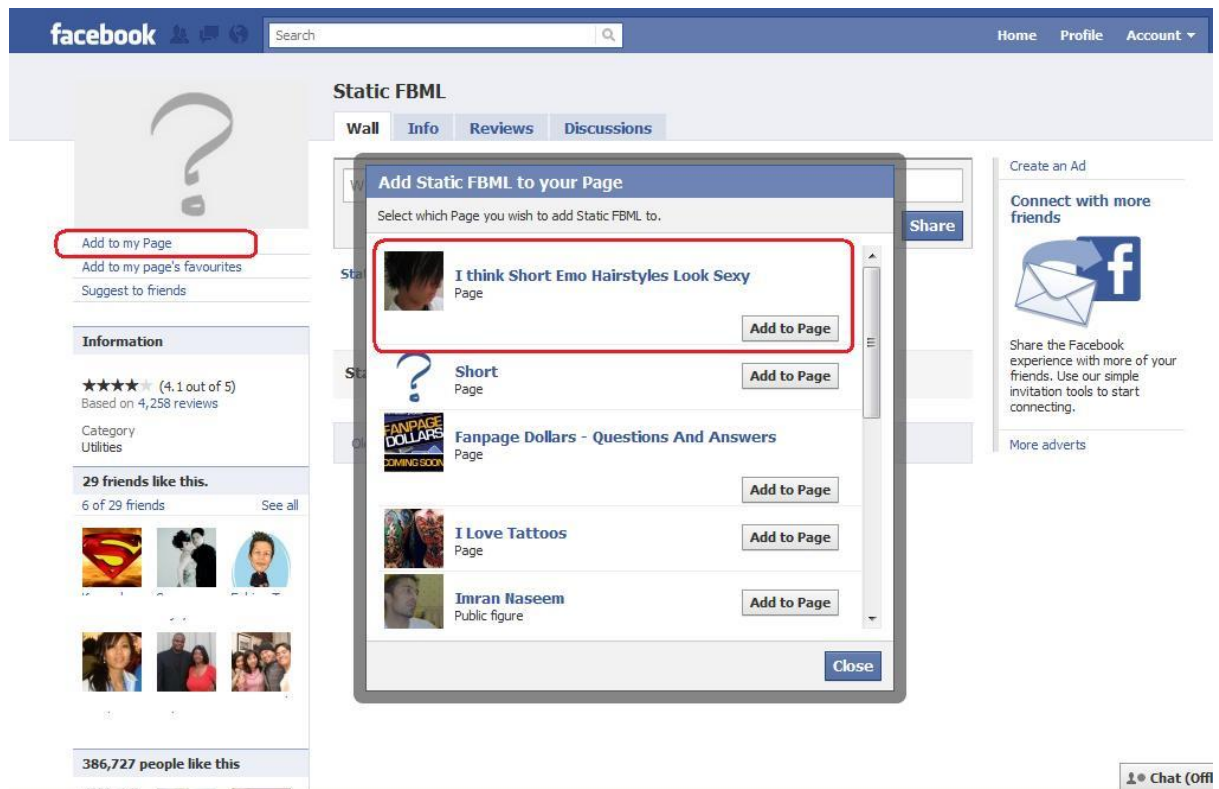 facebook
Search
Home Profile Account
Static FBML
Wall Info Reviews Discussions
Add to my Page
Add to my page's favourites
Suggest to friends
Information
(4.1 out of 5)
Based on 4,258 reviews
Category
Utilities
29 friends like this.
6 of 29 friends See all
386,727 people like this
Add Static FBML to your Page
Select which Page you wish to add Static FBML to.
I think Short Emo Hairstyles Look Sexy
Page
Add to Page
Short
Page
Add to Page
FANPAGE
DOLLARS
COMING SOON
Fanpage Dollars - Questions And Answers
Page
Add to Page
I Love Tattoos
Page
Add to Page
Imran Naseem
Public figure
Add to Page
Close
Share
Create an Ad
Connect with more
friends
Share the Facebook
experience with more of your
friends. Use our simple
invitation tools to start
connecting.
More adverts
Chat (Offl